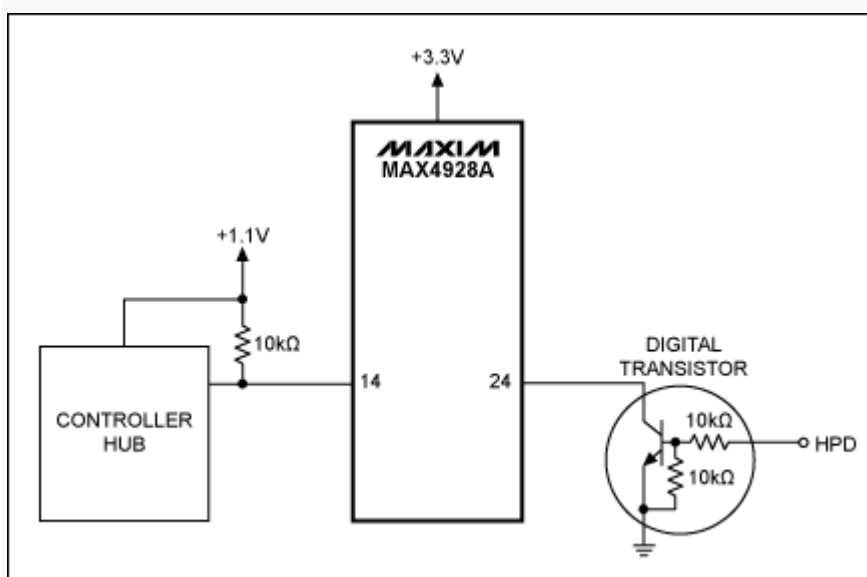 +3.3V
MAXIM
MAX4928A
+1.1V
10kΩ
14
24
CONTROLLER
HUB
DIGITAL
TRANSISTOR
10kΩ
HPD
10kΩ